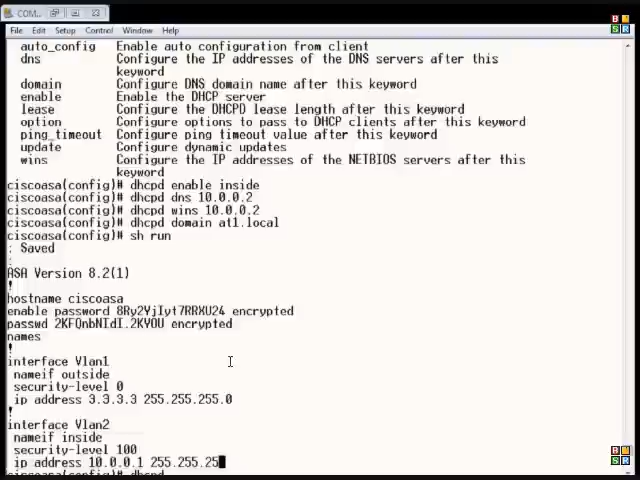 COM...
File Edit Setup Control Window Help
auto_config Enable auto configuration from client
dns Configure the IP addresses of the DNS servers after this
keyword
domain Configure DNS domain name after this keyword
enable Enable the DHCP server
lease Configure the DHCPD lease length after this keyword
option Configure options to pass to DHCP clients after this keyword
ping_timeout Configure ping timeout value after this keyword
update Configure dynamic updates
wins Configure the IP addresses of the NETBIOS servers after this
keyword
ciscoasa(config)# dhcpd enable inside
ciscoasa(config)# dhcpd dns 10.0.0.2
ciscoasa(config)# dhcpd wins 10.0.0.2
ciscoasa(config)# dhcpd domain at1.local
ciscoasa(config)# sh run
: Saved
:
ASA Version 8.2(1)
!
hostname ciscoasa
enable password 8Ry2YjIyt7RRXU24 encrypted
passwd 2KFQnbNIdI.2KYOU encrypted
names
!
interface Vlan1
nameif outside
security-level 0
ip address 3.3.3.3 255.255.255.0
!
interface Vlan2
nameif inside
security-level 100
ip address 10.0.0.1 255.255.25